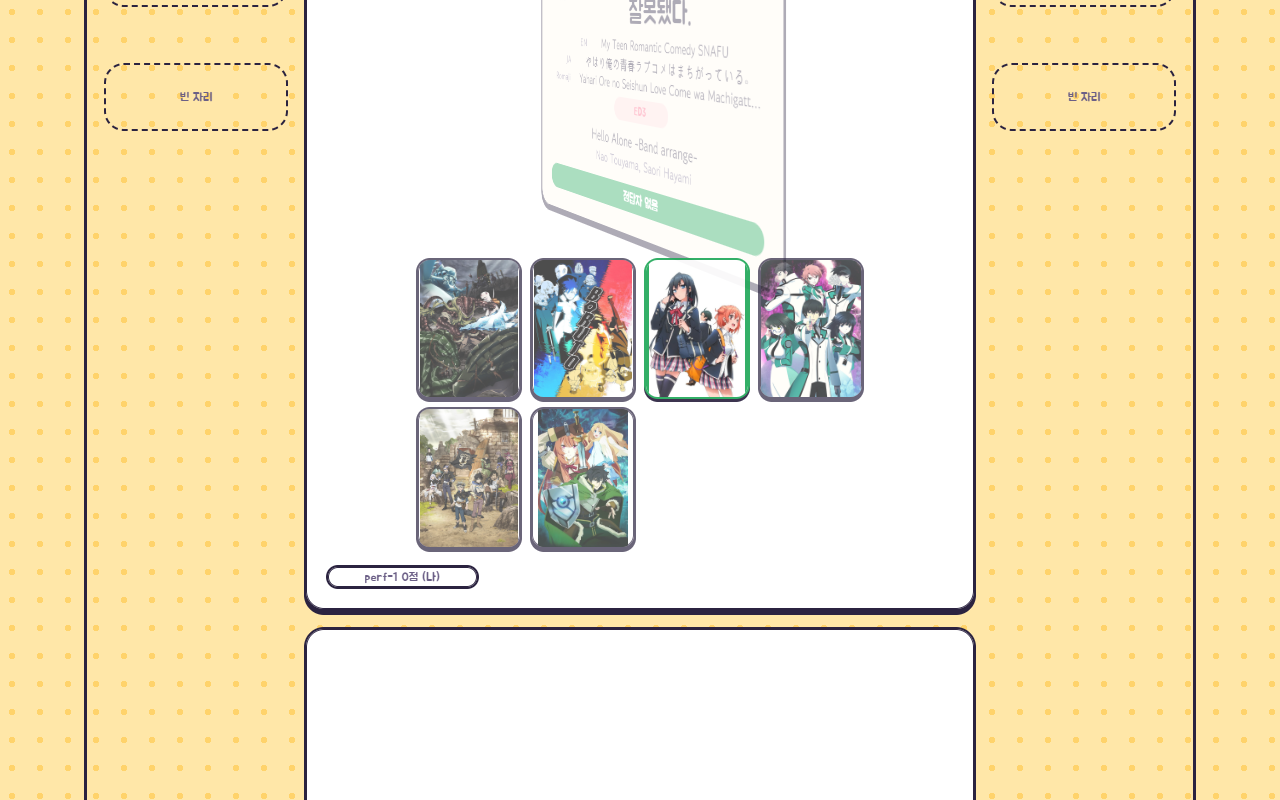 잘못됐다.
EN My Teen Romantic Comedy SNAFU
JA やはり俺の青春ラブコメはまちがっている。
Romaji Yahari Ore no Seishun Love Come wa Machigatt...
ED3
Hello Alone -Band arrange-
Nao Touyama, Saori Hayami
정답자 없음
빈 자리
빈 자리
BORUTO
perf-1 0점 (나)